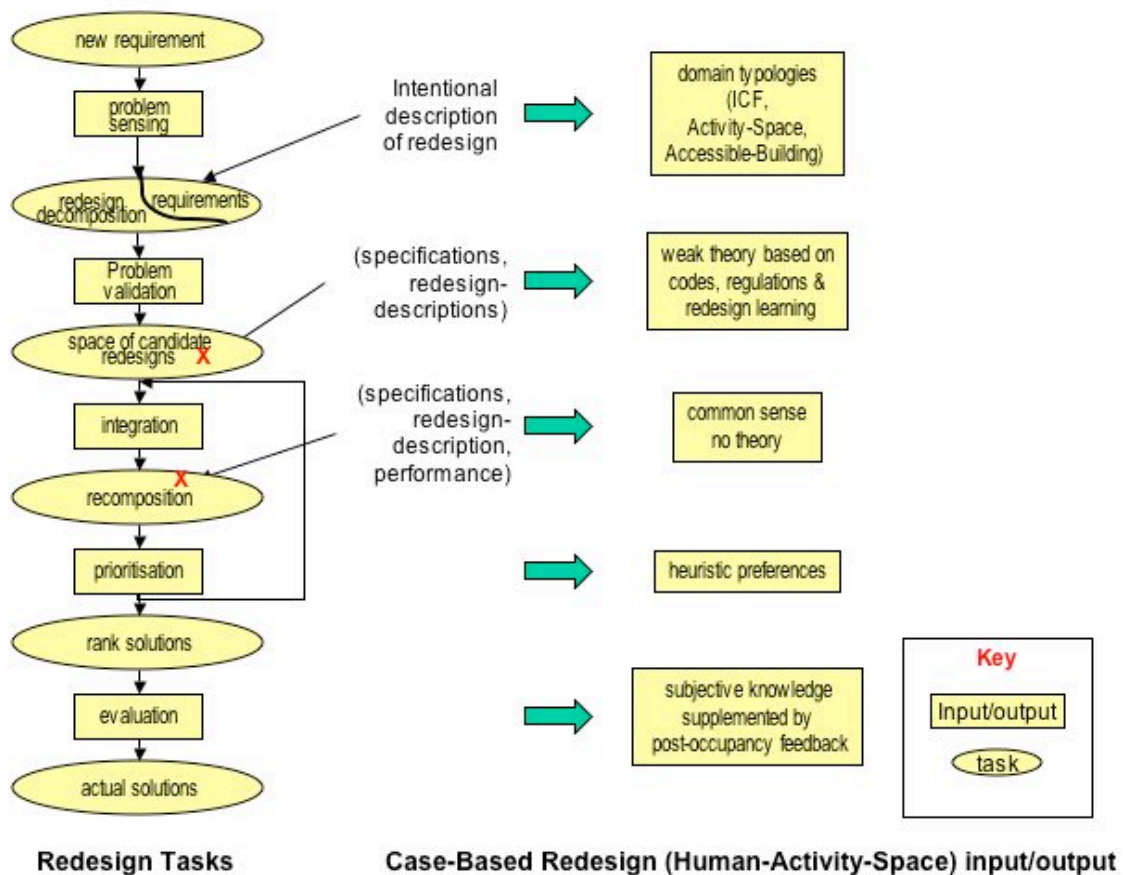 new requirement
problem
sensing
redesign
decomposition
requirements
Problem
validation
space of candidate
redesigns X
integration
X
recomposition
prioritisation
rank solutions
evaluation
actual solutions
Intentional
description
of redesign
(specifications,
redesign-
descriptions)
(specifications,
redesign-
description,
performance)
domain typologies
(ICF,
Activity-Space,
Accessible-Building)
weak theory based on
codes, regulations &
redesign learning
common sense
no theory
heuristic preferences
subjective knowledge
supplemented by
post-occupancy feedback
Key
Input/output
task
Redesign Tasks
Case-Based Redesign (Human-Activity-Space) input/output